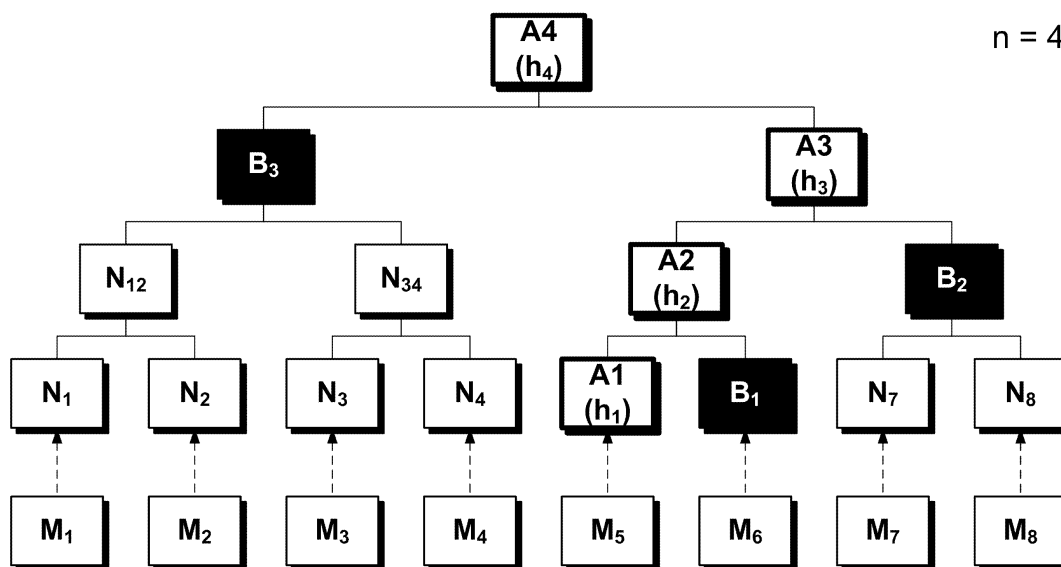 A4
(h₄)
n = 4
B₃
A3
(h₃)
N₁₂
N₃₄
A2
(h₂)
B₂
N₁
N₂
N₃
N₄
A1
(h₁)
B₁
N₇
N₈
M₁
M₂
M₃
M₄
M₅
M₆
M₇
M₈